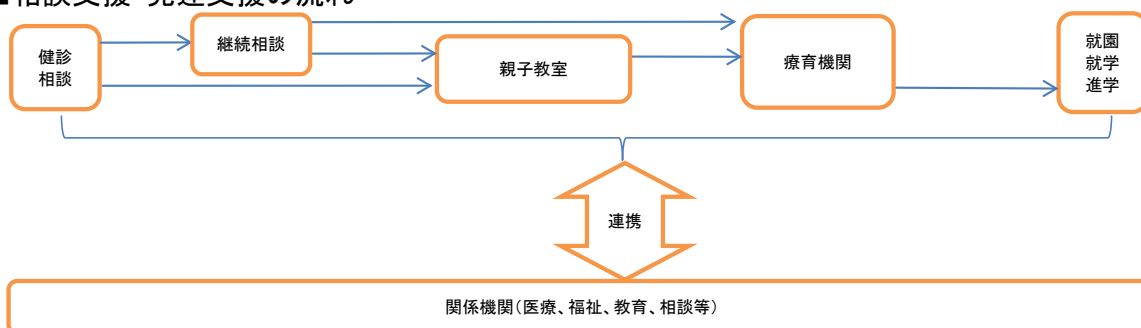 ■相談支援・発達支援の流れ
健診
相談
継続相談
親子教室
療育機関
就園
就学
進学
連携
関係機関(医療、福祉、教育、相談等)